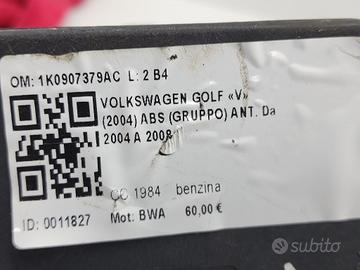 OM: 1K0907379AC L: 2 B4
VOLKSWAGEN GOLF «V»
(2004) ABS (GRUPPO) ANT. Da
2004 A 2008
CC 1984 benzina
ID: 0011827
Mot: BWA 60,00 €
subito